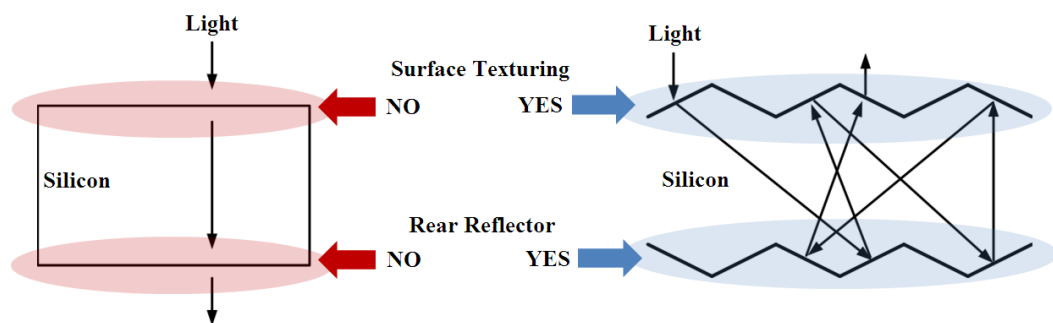 Light
Surface Texturing
NO
Silicon
Rear Reflector
NO
Light
YES
Silicon
YES